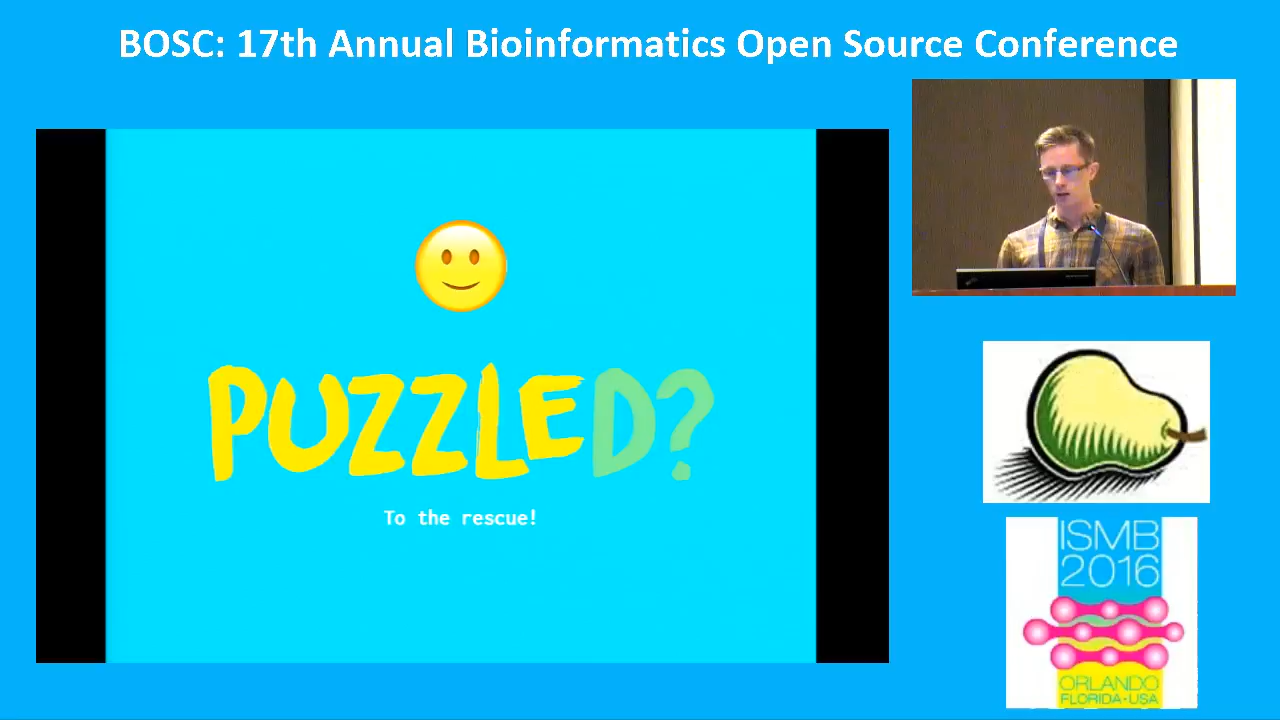 BOSC: 17th Annual Bioinformatics Open Source Conference
PUZZLED?
To the rescue!
ISMB
2016
ORLANDO
FLORIDA•USA